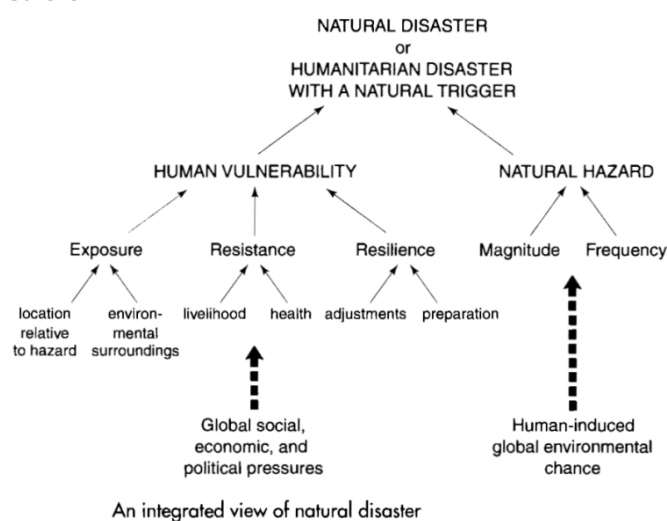 NATURAL DISASTER
or
HUMANITARIAN DISASTER
WITH A NATURAL TRIGGER
HUMAN VULNERABILITY
NATURAL HAZARD
Exposure
Resistance
Resilience
Magnitude
Frequency
location
relative
to hazard
environ-
mental
surroundings
livelihood
health
adjustments
preparation
Global social,
economic, and
political pressures
Human-induced
global environmental
chance
An integrated view of natural disaster